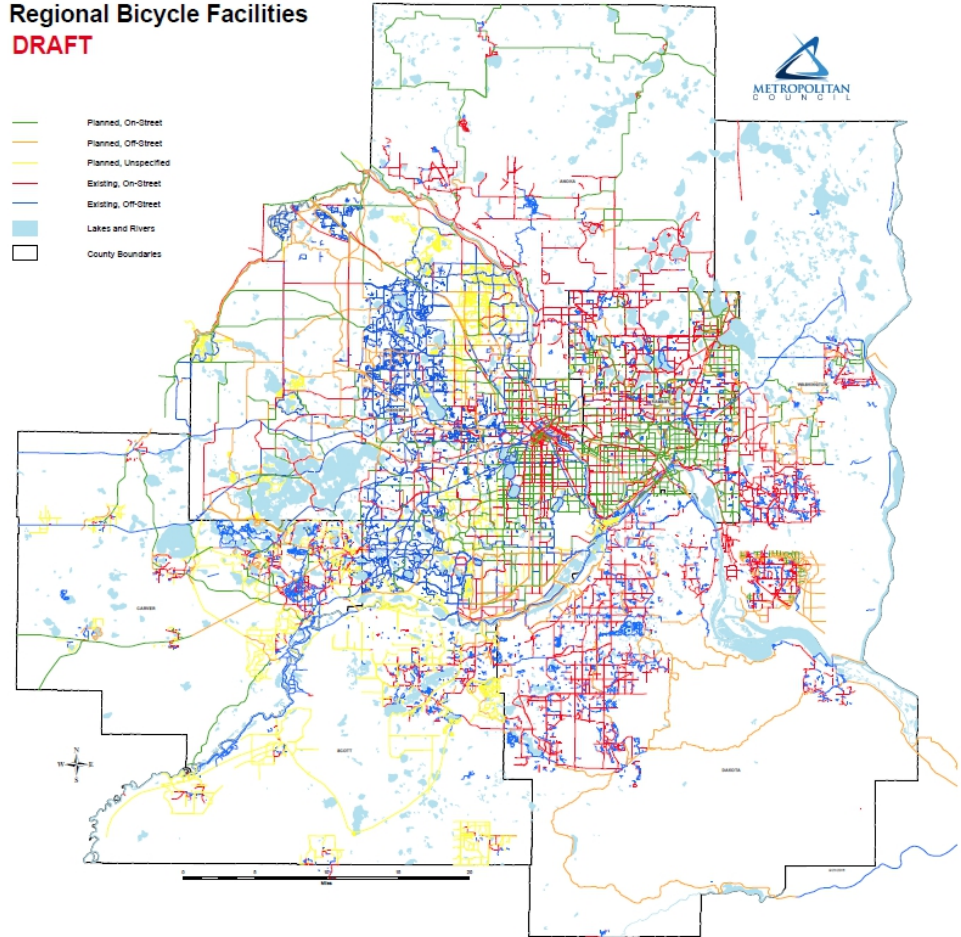 Regional Bicycle Facilities
DRAFT
METROPOLITAN
COUNCIL
Planned, On-Street
Planned, Off-Street
Planned, Unspecified
Existing, On-Street
Existing, Off-Street
Lakes and Rivers
County Boundaries
ANOKA
WASHINGTON
CARVER
SCOTT
DAKOTA
N
W E
S
0 5 10 15 20
Miles